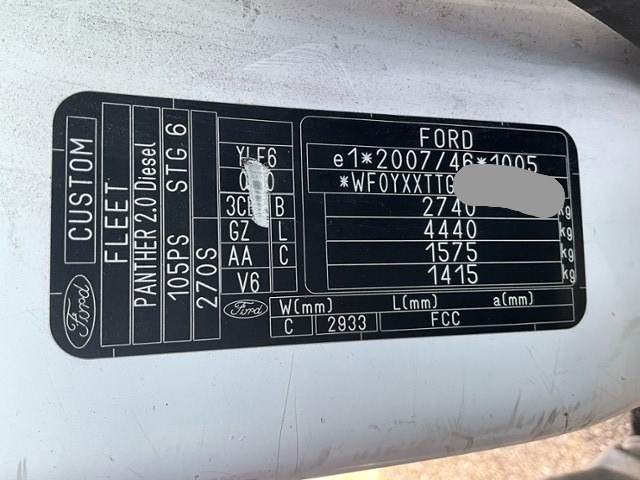 Ford
CUSTOM
FLEET
PANTHER 2.0 Diesel
105PS STG 6
270S
YLF6
B
GZ L
AA C
V6
FORD
e1*2007/46*1005
*WF0YXXTTG
2740 kg
4440 kg
1575 kg
1415 kg
Ford
W(mm) L(mm) a(mm)
C 2933 FCC